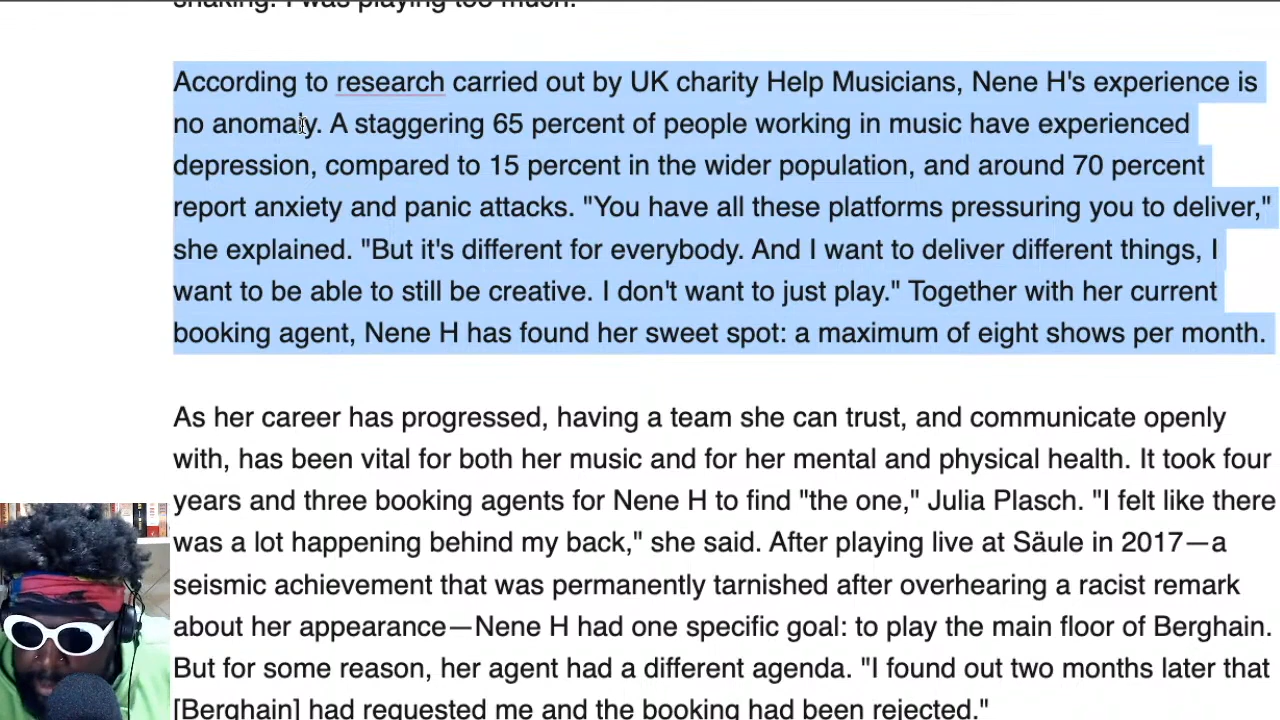 shaking. I was playing too much.
According to research carried out by UK charity Help Musicians, Nene H's experience is
no anomaly. A staggering 65 percent of people working in music have experienced
depression, compared to 15 percent in the wider population, and around 70 percent
report anxiety and panic attacks. "You have all these platforms pressuring you to deliver,"
she explained. "But it's different for everybody. And I want to deliver different things, I
want to be able to still be creative. I don't want to just play." Together with her current
booking agent, Nene H has found her sweet spot: a maximum of eight shows per month.
As her career has progressed, having a team she can trust, and communicate openly
with, has been vital for both her music and for her mental and physical health. It took four
years and three booking agents for Nene H to find "the one," Julia Plasch. "I felt like there
was a lot happening behind my back," she said. After playing live at Säule in 2017—a
seismic achievement that was permanently tarnished after overhearing a racist remark
about her appearance—Nene H had one specific goal: to play the main floor of Berghain.
But for some reason, her agent had a different agenda. "I found out two months later that
[Berghain] had requested me and the booking had been rejected."